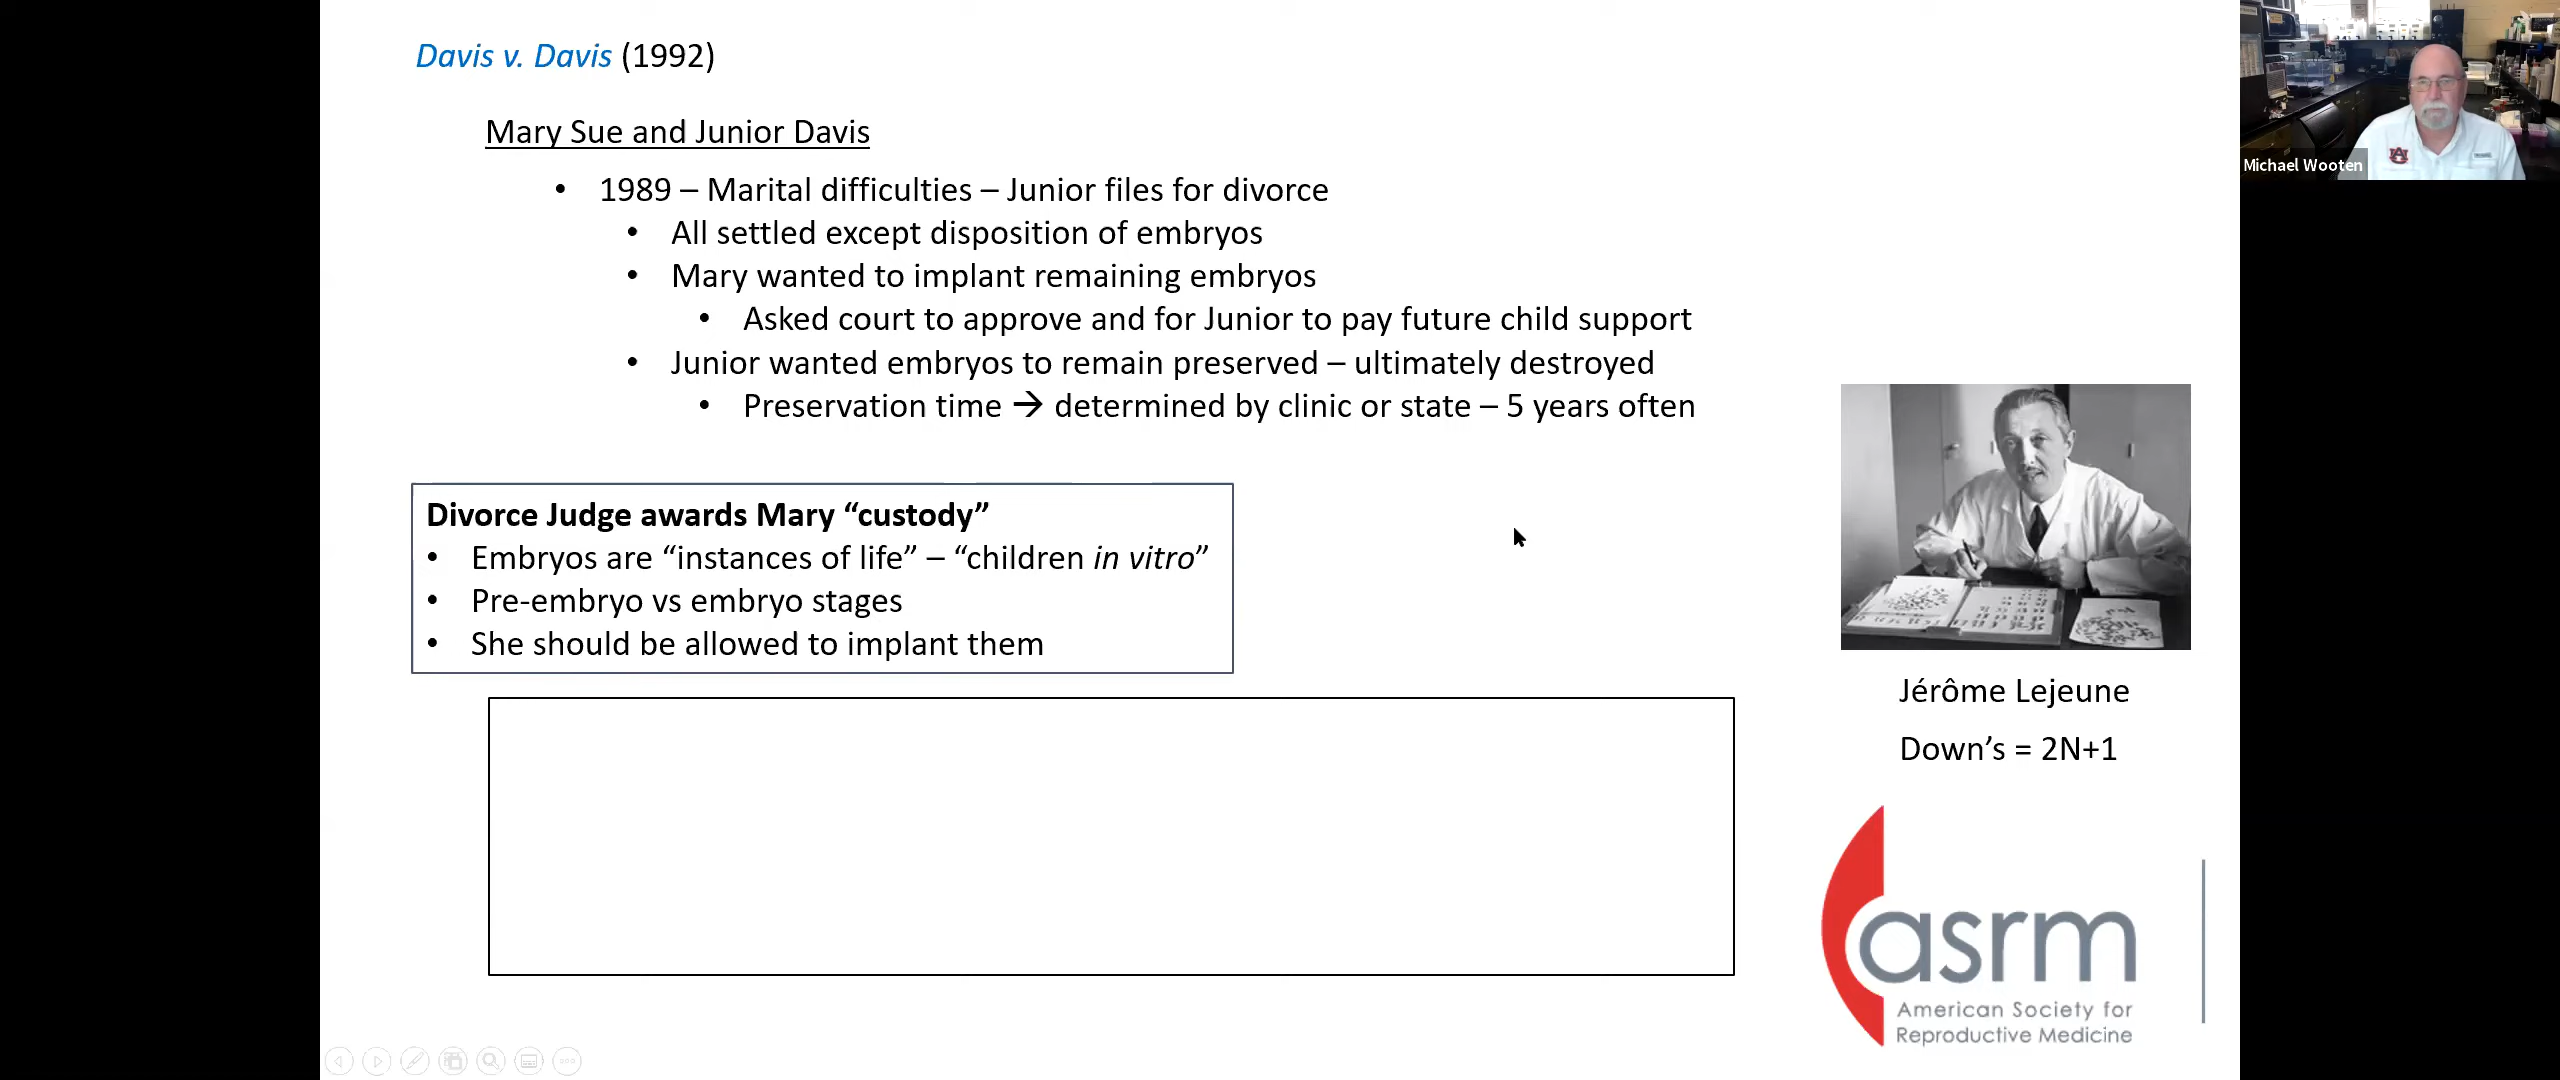 Davis v. Davis (1992)
Mary Sue and Junior Davis
• 1989 – Marital difficulties – Junior files for divorce
• All settled except disposition of embryos
• Mary wanted to implant remaining embryos
• Asked court to approve and for Junior to pay future child support
• Junior wanted embryos to remain preserved – ultimately destroyed
• Preservation time → determined by clinic or state – 5 years often
Divorce Judge awards Mary “custody”
• Embryos are “instances of life” – “children in vitro”
• Pre-embryo vs embryo stages
• She should be allowed to implant them
Jérôme Lejeune
Down’s = 2N+1
asrm
American Society for
Reproductive Medicine
Michael Wooten